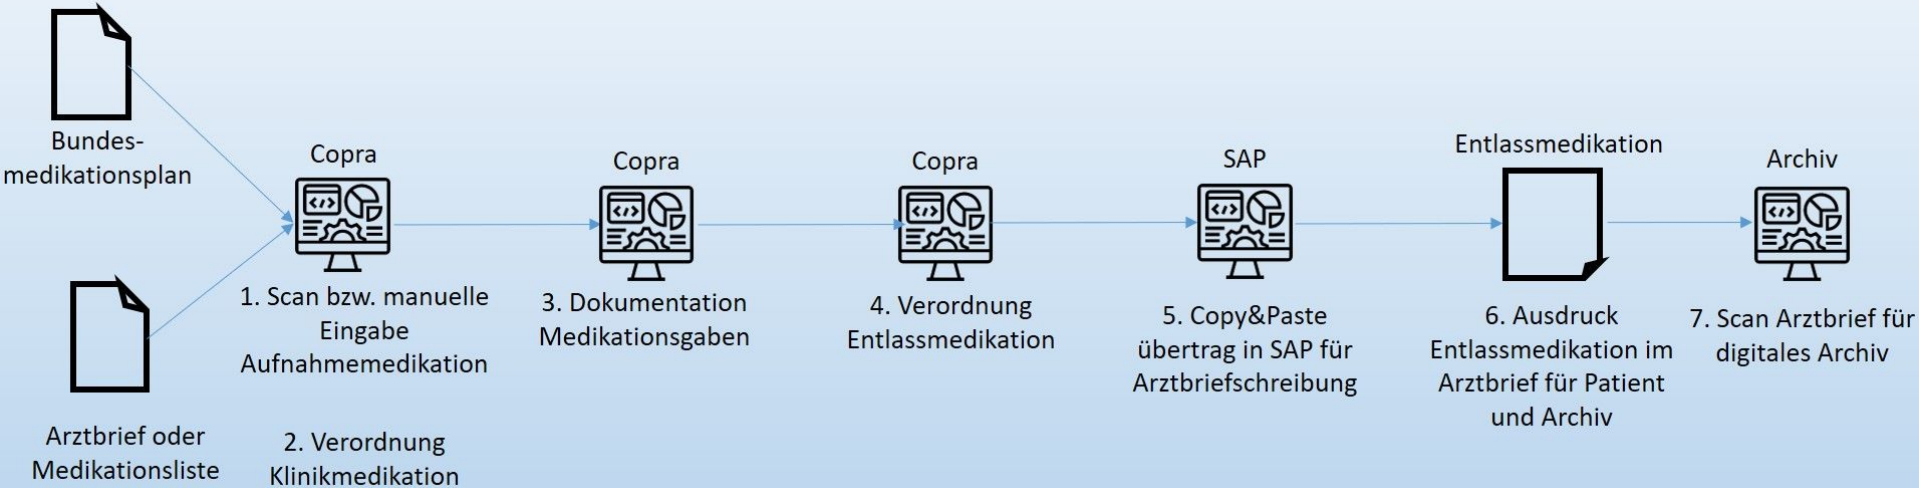 Bundes-
medikationsplan
Arztbrief oder
Medikationsliste
Copra
1. Scan bzw. manuelle
Eingabe
Aufnahmemedikation
2. Verordnung
Klinikmedikation
Copra
3. Dokumentation
Medikationsgaben
Copra
4. Verordnung
Entlassmedikation
SAP
5. Copy&Paste
übertrag in SAP für
Arztbriefschreibung
Entlassmedikation
6. Ausdruck
Entlassmedikation im
Arztbrief für Patient
und Archiv
Archiv
7. Scan Arztbrief für
digitales Archiv